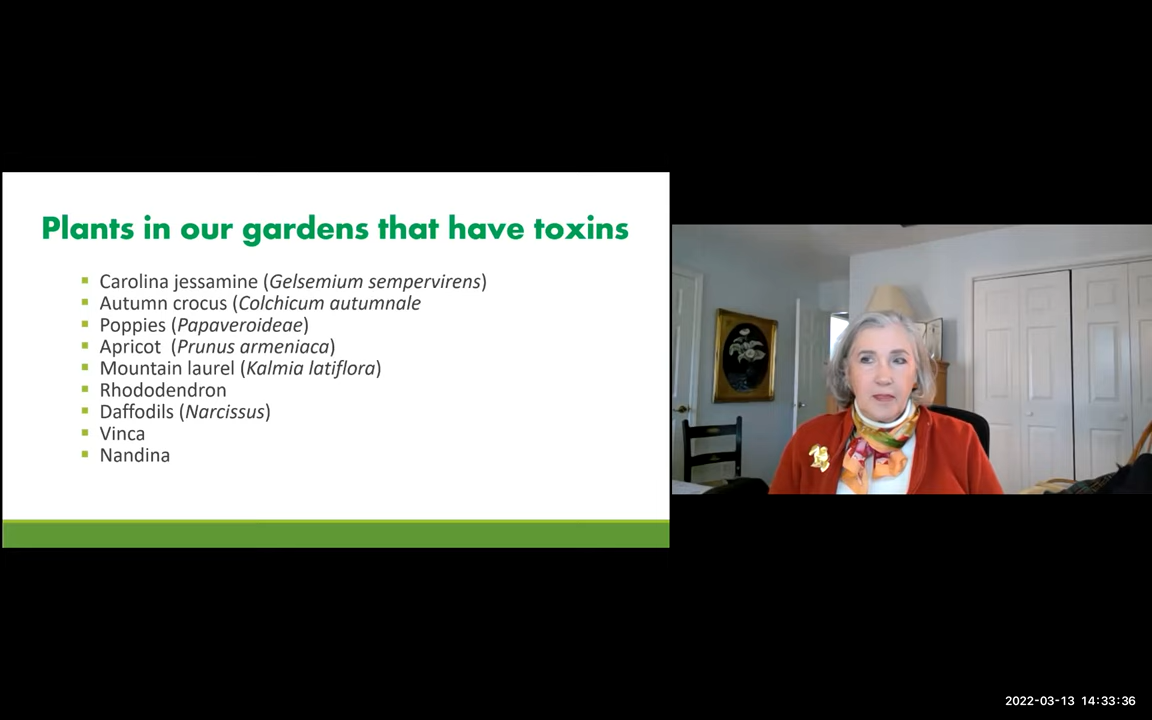 Plants in our gardens that have toxins
Carolina jessamine (Gelsemium sempervirens)
Autumn crocus (Colchicum autumnale
Poppies (Papaveroideae)
Apricot (Prunus armeniaca)
Mountain laurel (Kalmia latiflora)
Rhododendron
Daffodils (Narcissus)
Vinca
Nandina
2022-03-13 14:33:36